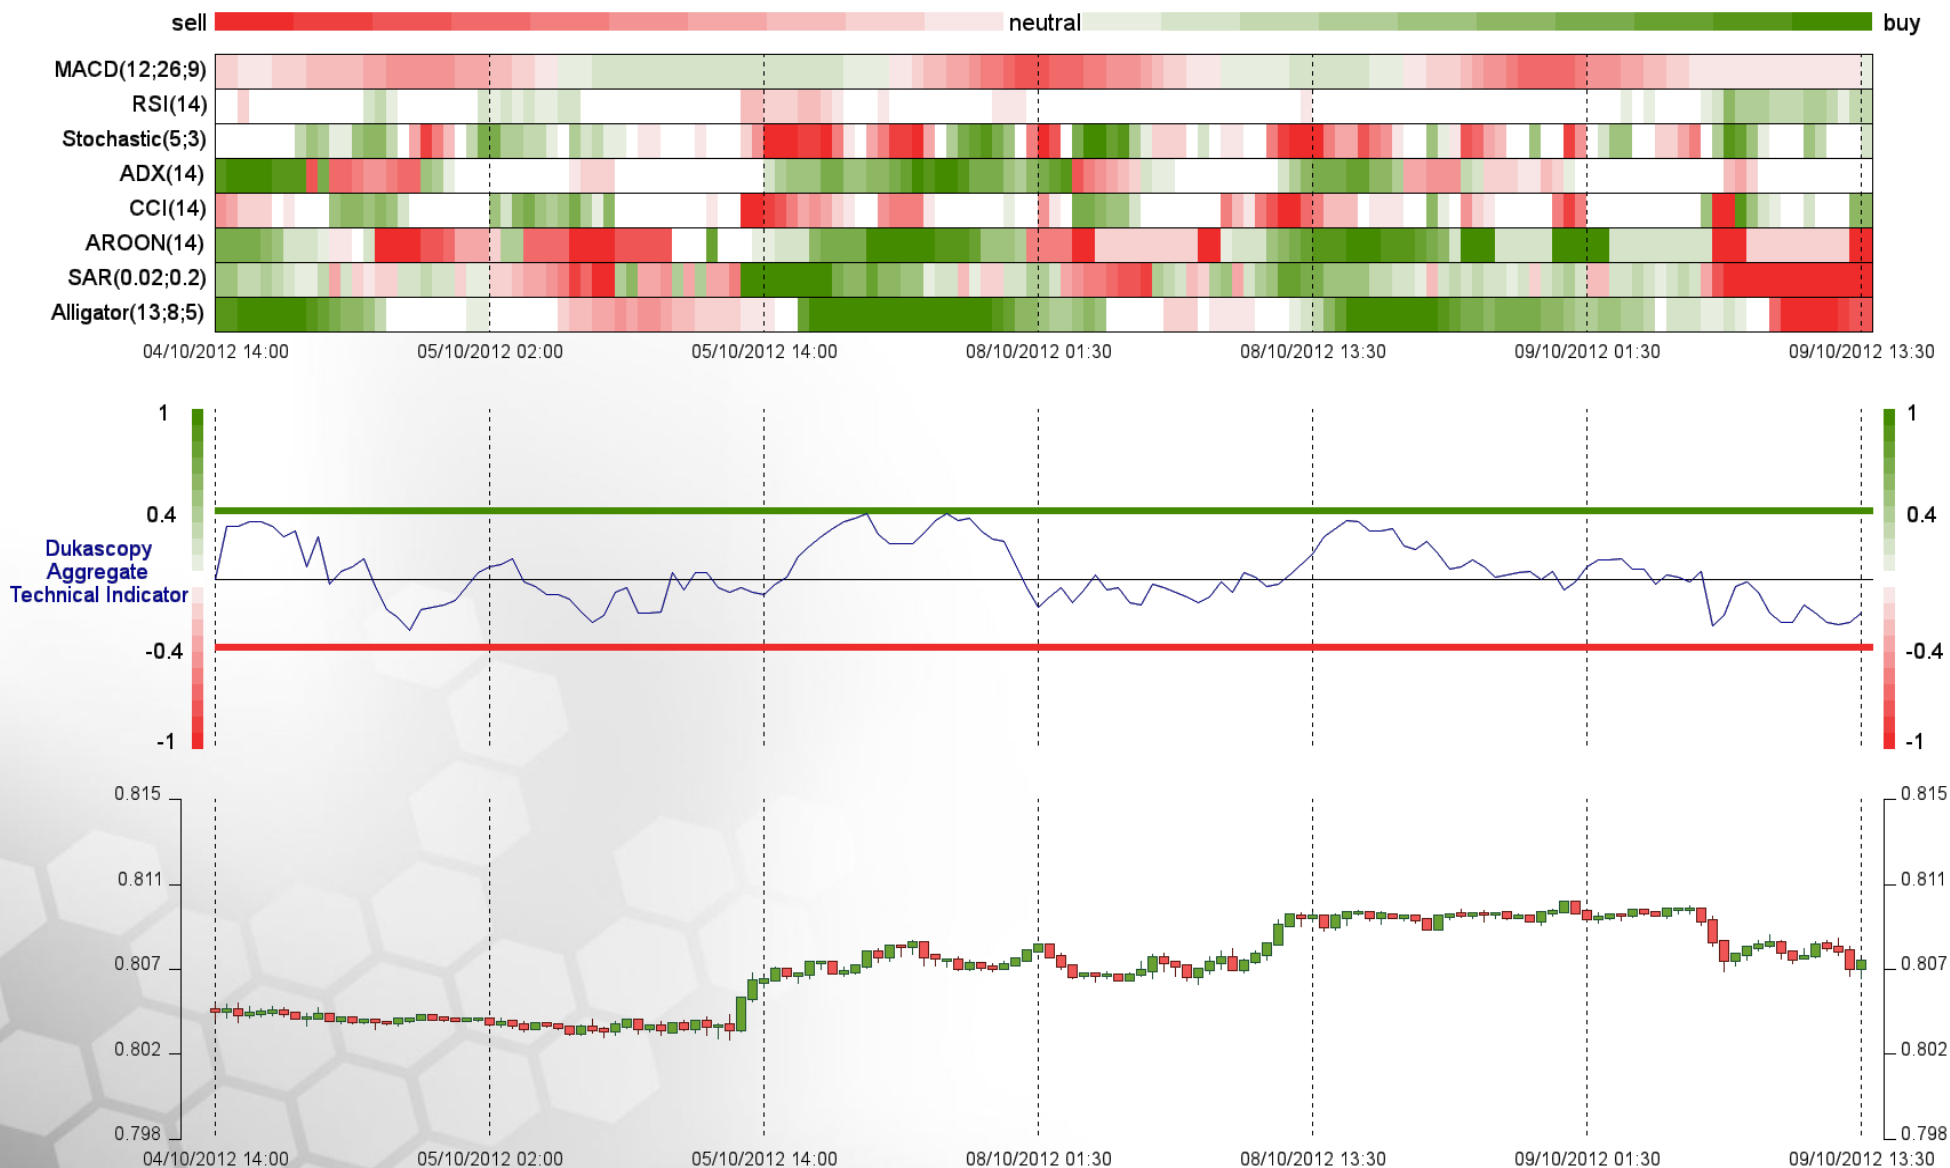 sell neutral buy
MACD(12;26;9)
RSI(14)
Stochastic(5;3)
ADX(14)
CCI(14)
AROON(14)
SAR(0.02;0.2)
Alligator(13;8;5)
04/10/2012 14:00 05/10/2012 02:00 05/10/2012 14:00 08/10/2012 01:30 08/10/2012 13:30 09/10/2012 01:30 09/10/2012 13:30
1 1
0.4 0.4
Dukascopy
Aggregate
Technical Indicator
-0.4 -0.4
-1 -1
0.815 0.815
0.811 0.811
0.807 0.807
0.802 0.802
0.798 0.798
04/10/2012 14:00 05/10/2012 02:00 05/10/2012 14:00 08/10/2012 01:30 08/10/2012 13:30 09/10/2012 01:30 09/10/2012 13:30